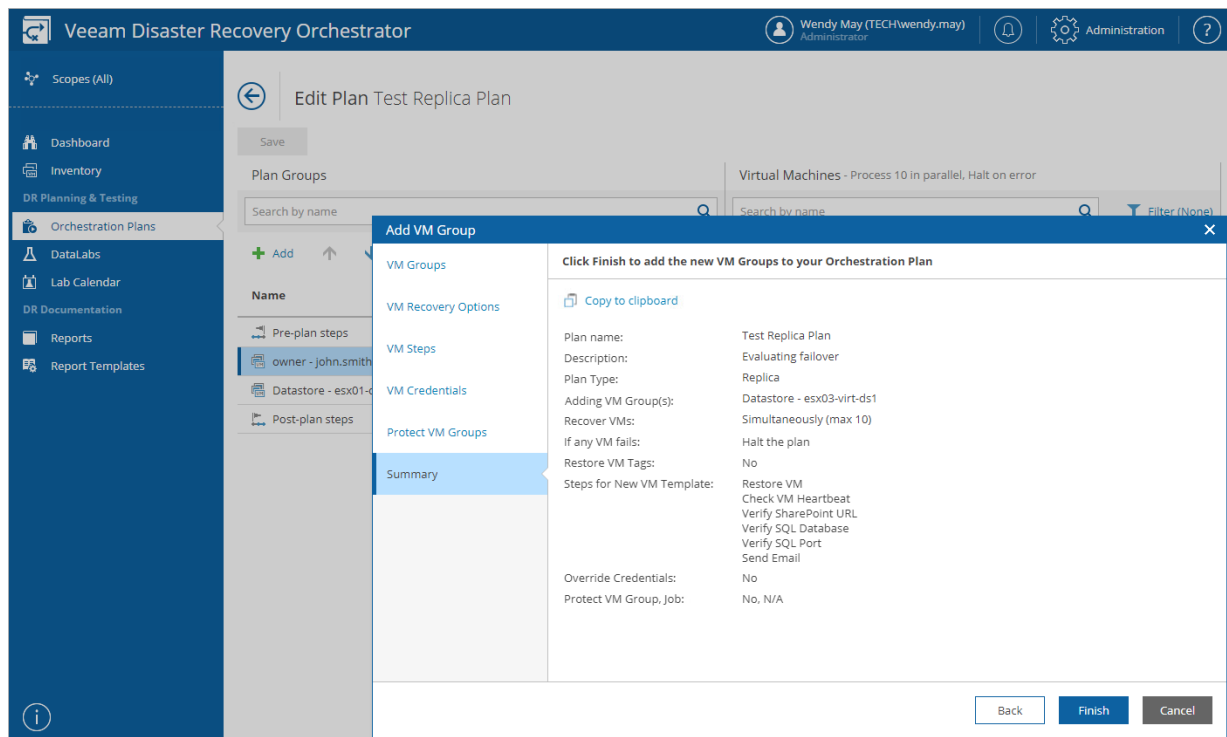 Veeam Disaster Recovery Orchestrator
Wendy May (TECH\wendy.may)
Administrator
Administration
?
Scopes (All)
Dashboard
Inventory
DR Planning & Testing
Orchestration Plans
DataLabs
Lab Calendar
DR Documentation
Reports
Report Templates
Edit Plan Test Replica Plan
Save
Plan Groups
Virtual Machines - Process 10 in parallel, Halt on error
Search by name
Search by name
Filter (None)
Add
Name
Pre-plan steps
owner - john.smith
Datastore - esx01-
Post-plan steps
Add VM Group
VM Groups
VM Recovery Options
VM Steps
VM Credentials
Protect VM Groups
Summary
Click Finish to add the new VM Groups to your Orchestration Plan
Copy to clipboard
Plan name: Test Replica Plan
Description: Evaluating failover
Plan Type: Replica
Adding VM Group(s): Datastore - esx03-virt-ds1
Recover VMs: Simultaneously (max 10)
If any VM fails: Halt the plan
Restore VM Tags: No
Steps for New VM Template: Restore VM
Check VM Heartbeat
Verify SharePoint URL
Verify SQL Database
Verify SQL Port
Send Email
Override Credentials: No
Protect VM Group, Job: No, N/A
Back
Finish
Cancel